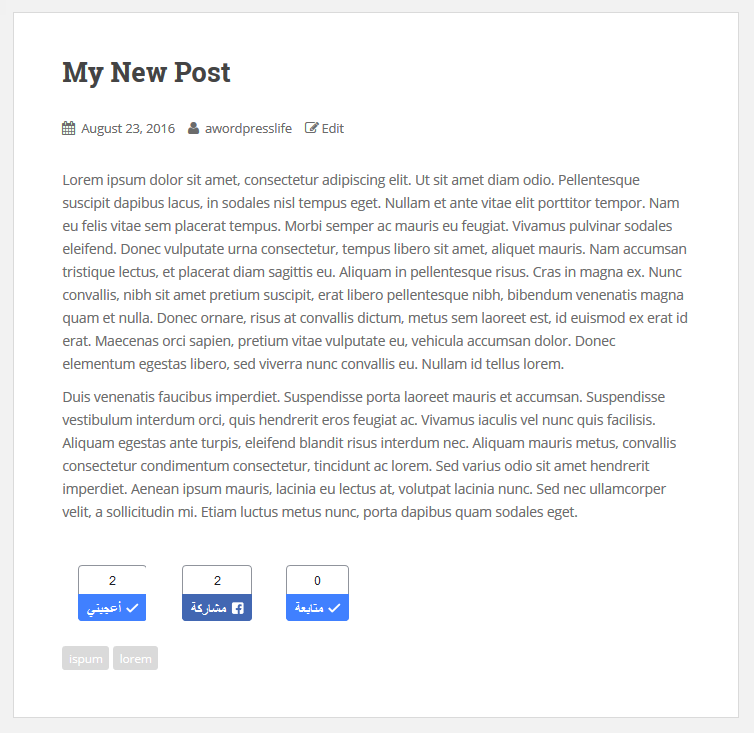 My New Post
August 23, 2016 awordpresslife Edit
Lorem ipsum dolor sit amet, consectetur adipiscing elit. Ut sit amet diam odio. Pellentesque
suscipit dapibus lacus, in sodales nisl tempus eget. Nullam et ante vitae elit porttitor tempor. Nam
eu felis vitae sem placerat tempus. Morbi semper ac mauris eu feugiat. Vivamus pulvinar sodales
eleifend. Donec vulputate urna consectetur, tempus libero sit amet, aliquet mauris. Nam accumsan
tristique lectus, et placerat diam sagittis eu. Aliquam in pellentesque risus. Cras in magna ex. Nunc
convallis, nibh sit amet pretium suscipit, erat libero pellentesque nibh, bibendum venenatis magna
quam et nulla. Donec ornare, risus at convallis dictum, metus sem laoreet est, id euismod ex erat id
erat. Maecenas orci sapien, pretium vitae vulputate eu, vehicula accumsan dolor. Donec
elementum egestas libero, sed viverra nunc convallis eu. Nullam id tellus lorem.
Duis venenatis faucibus imperdiet. Suspendisse porta laoreet mauris et accumsan. Suspendisse
vestibulum interdum orci, quis hendrerit eros feugiat ac. Vivamus iaculis vel nunc quis facilisis.
Aliquam egestas ante turpis, eleifend blandit risus interdum nec. Aliquam mauris metus, convallis
consectetur condimentum consectetur, tincidunt ac lorem. Sed varius odio sit amet hendrerit
imperdiet. Aenean ipsum mauris, lacinia eu lectus at, volutpat lacinia nunc. Sed nec ullamcorper
velit, a sollicitudin mi. Etiam luctus metus nunc, porta dapibus quam sodales eget.
2 2 0
أعجبني مشاركة متابعة
ispum lorem